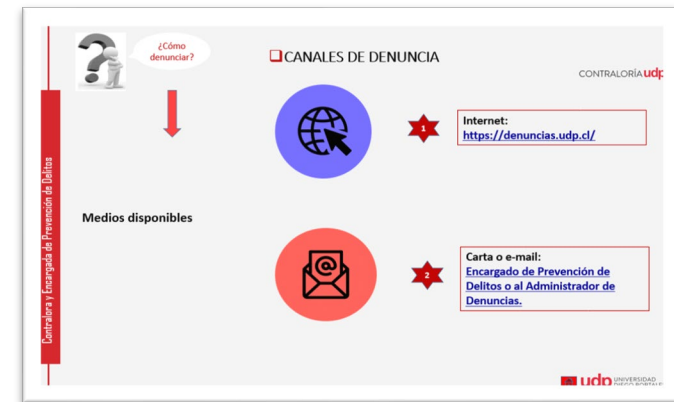 ¿Cómo
denunciar?
CANALES DE DENUNCIA
CONTRALORÍA udp
1
Internet:
https://denuncias.udp.cl/
Contralora y Encargada de Prevención de Delitos
Medios disponibles
2
Carta o e-mail:
Encargado de Prevención de
Delitos o al Administrador de
Denuncias.
udp UNIVERSIDAD
DIEGO PORTALES